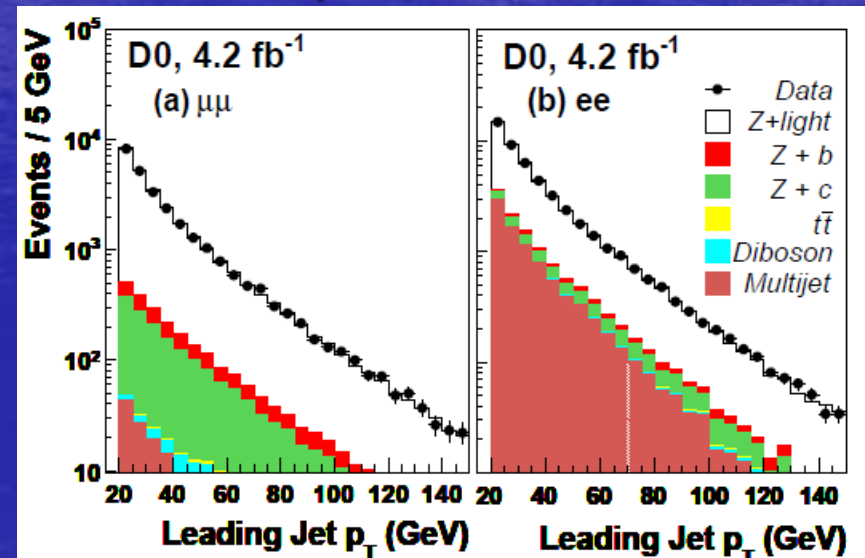 Events / 5 GeV
10^5
10^4
10^3
10^2
10
D0, 4.2 fb^-1
(a) μμ
20 40 60 80 100 120 140
Leading Jet p_T (GeV)
D0, 4.2 fb^-1
(b) ee
Data
Z+light
Z + b
Z + c
tt̄
Diboson
Multijet
20 40 60 80 100 120 140
Leading Jet p_T (GeV)